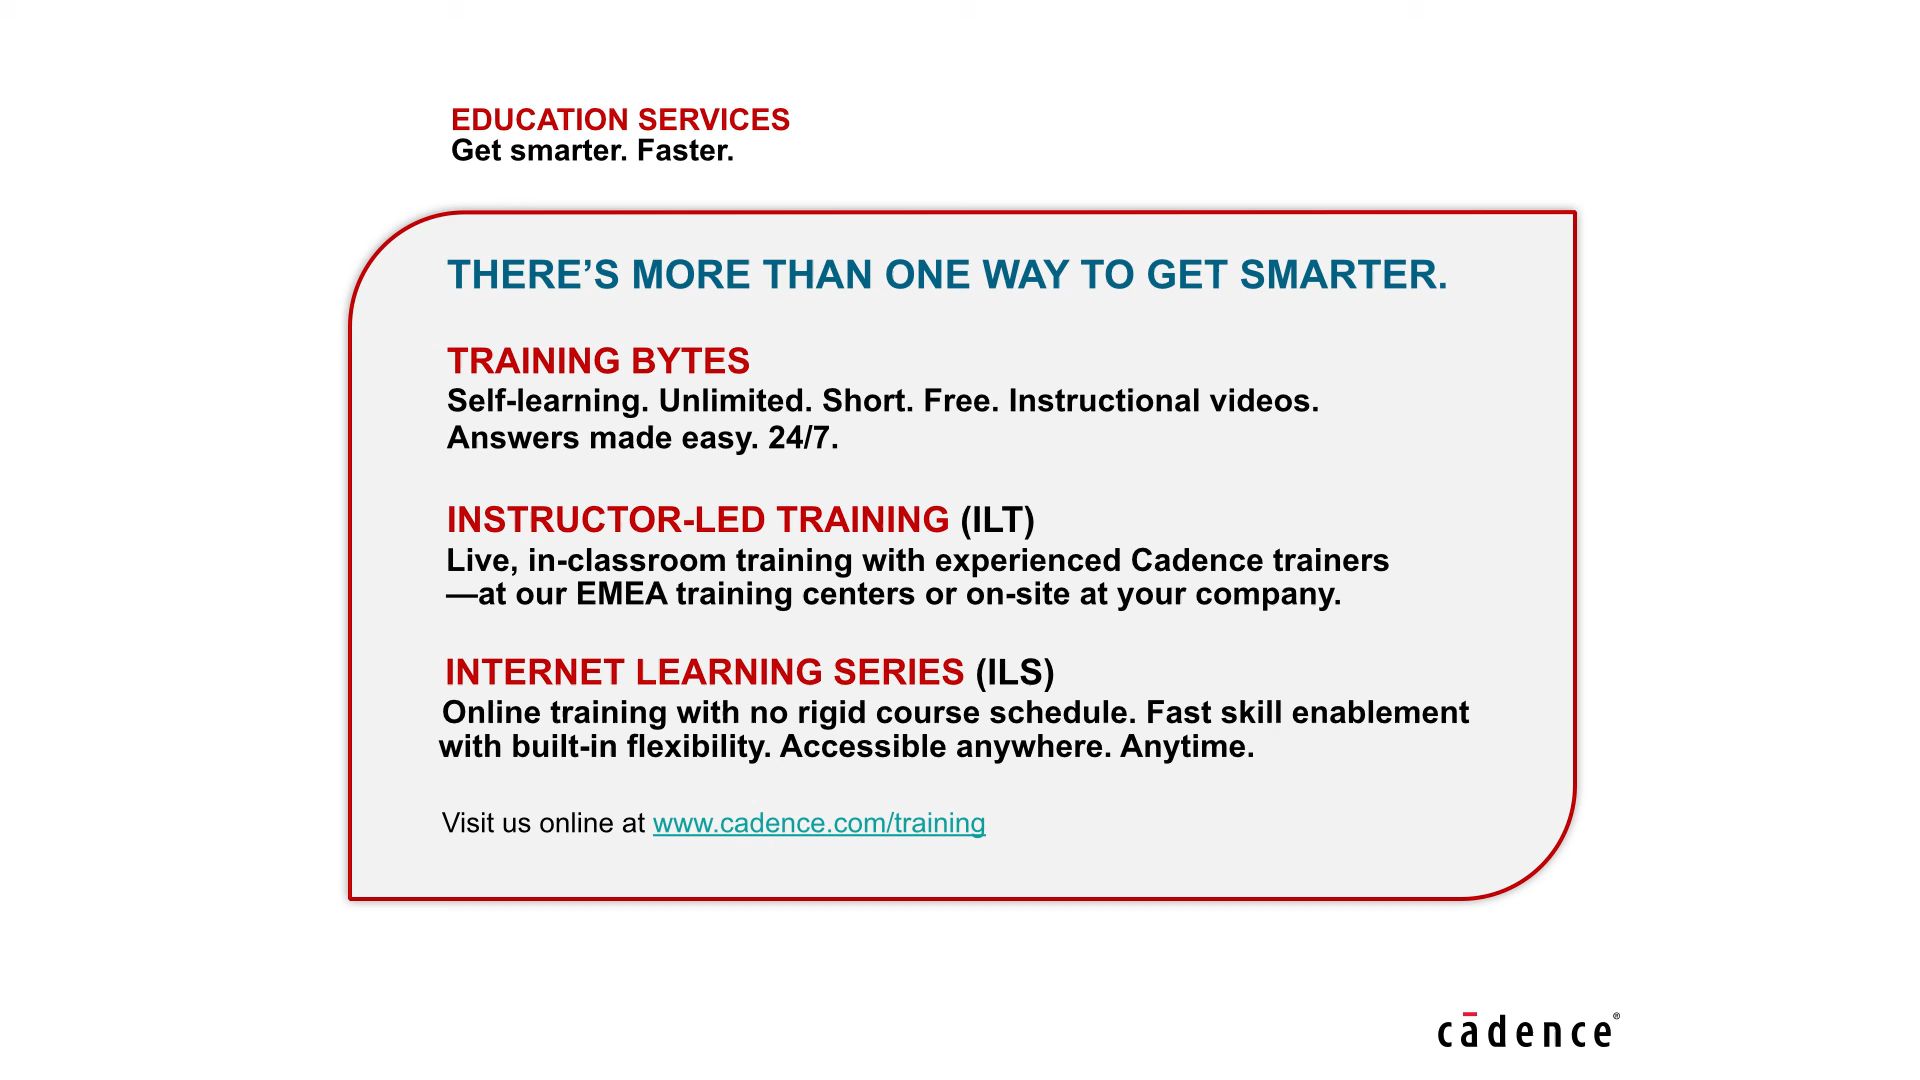 EDUCATION SERVICES
Get smarter. Faster.
THERE’S MORE THAN ONE WAY TO GET SMARTER.
TRAINING BYTES
Self-learning. Unlimited. Short. Free. Instructional videos.
Answers made easy. 24/7.
INSTRUCTOR-LED TRAINING (ILT)
Live, in-classroom training with experienced Cadence trainers
—at our EMEA training centers or on-site at your company.
INTERNET LEARNING SERIES (ILS)
Online training with no rigid course schedule. Fast skill enablement
with built-in flexibility. Accessible anywhere. Anytime.
Visit us online at www.cadence.com/training
cādence®